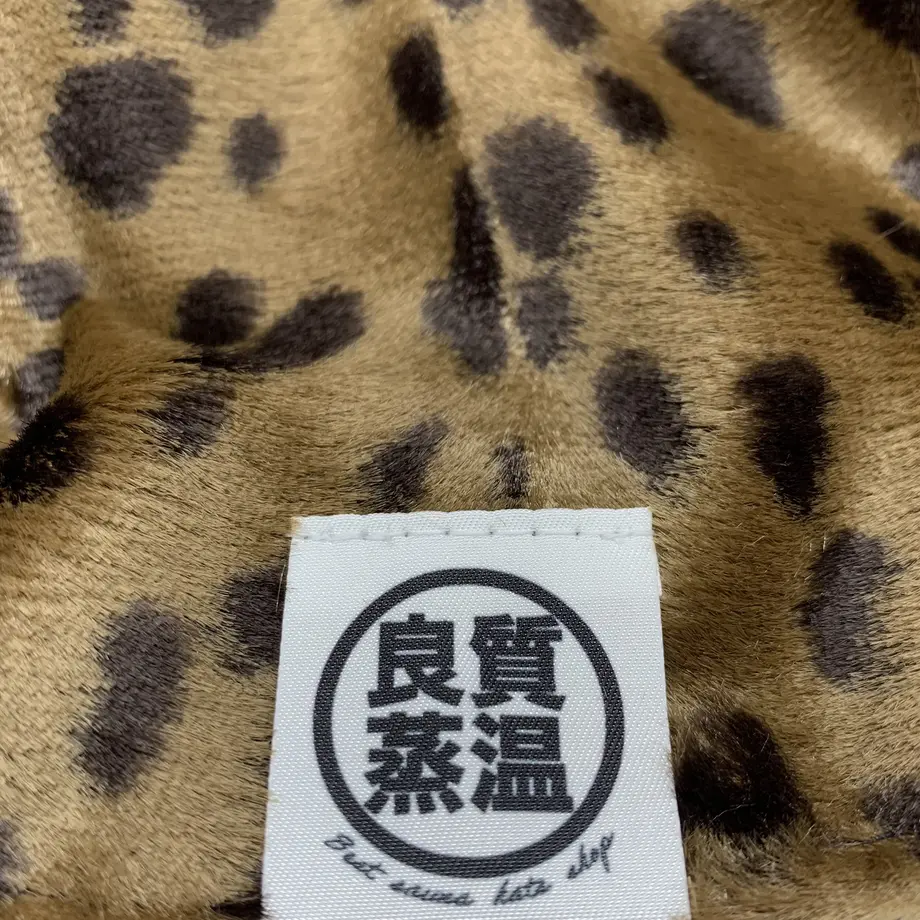 良質
蒸温
Best sauna hats shop